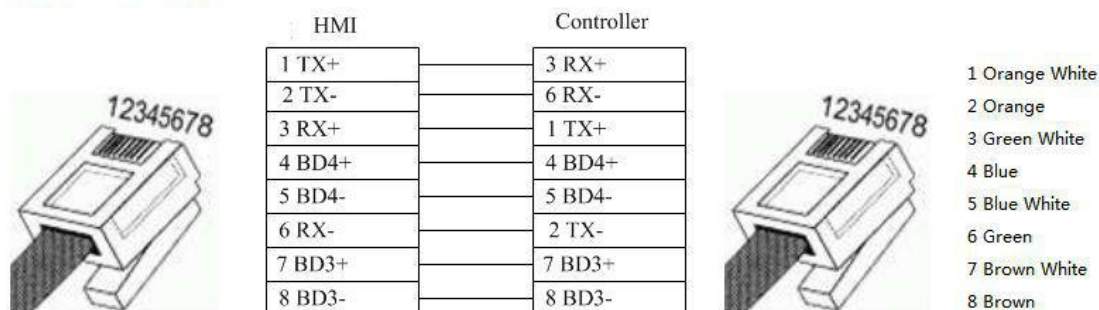 HMI
Controller
1 TX+
3 RX+
2 TX-
6 RX-
3 RX+
1 TX+
4 BD4+
4 BD4+
5 BD4-
5 BD4-
6 RX-
2 TX-
7 BD3+
7 BD3+
8 BD3-
8 BD3-
12345678
12345678
1 Orange White
2 Orange
3 Green White
4 Blue
5 Blue White
6 Green
7 Brown White
8 Brown